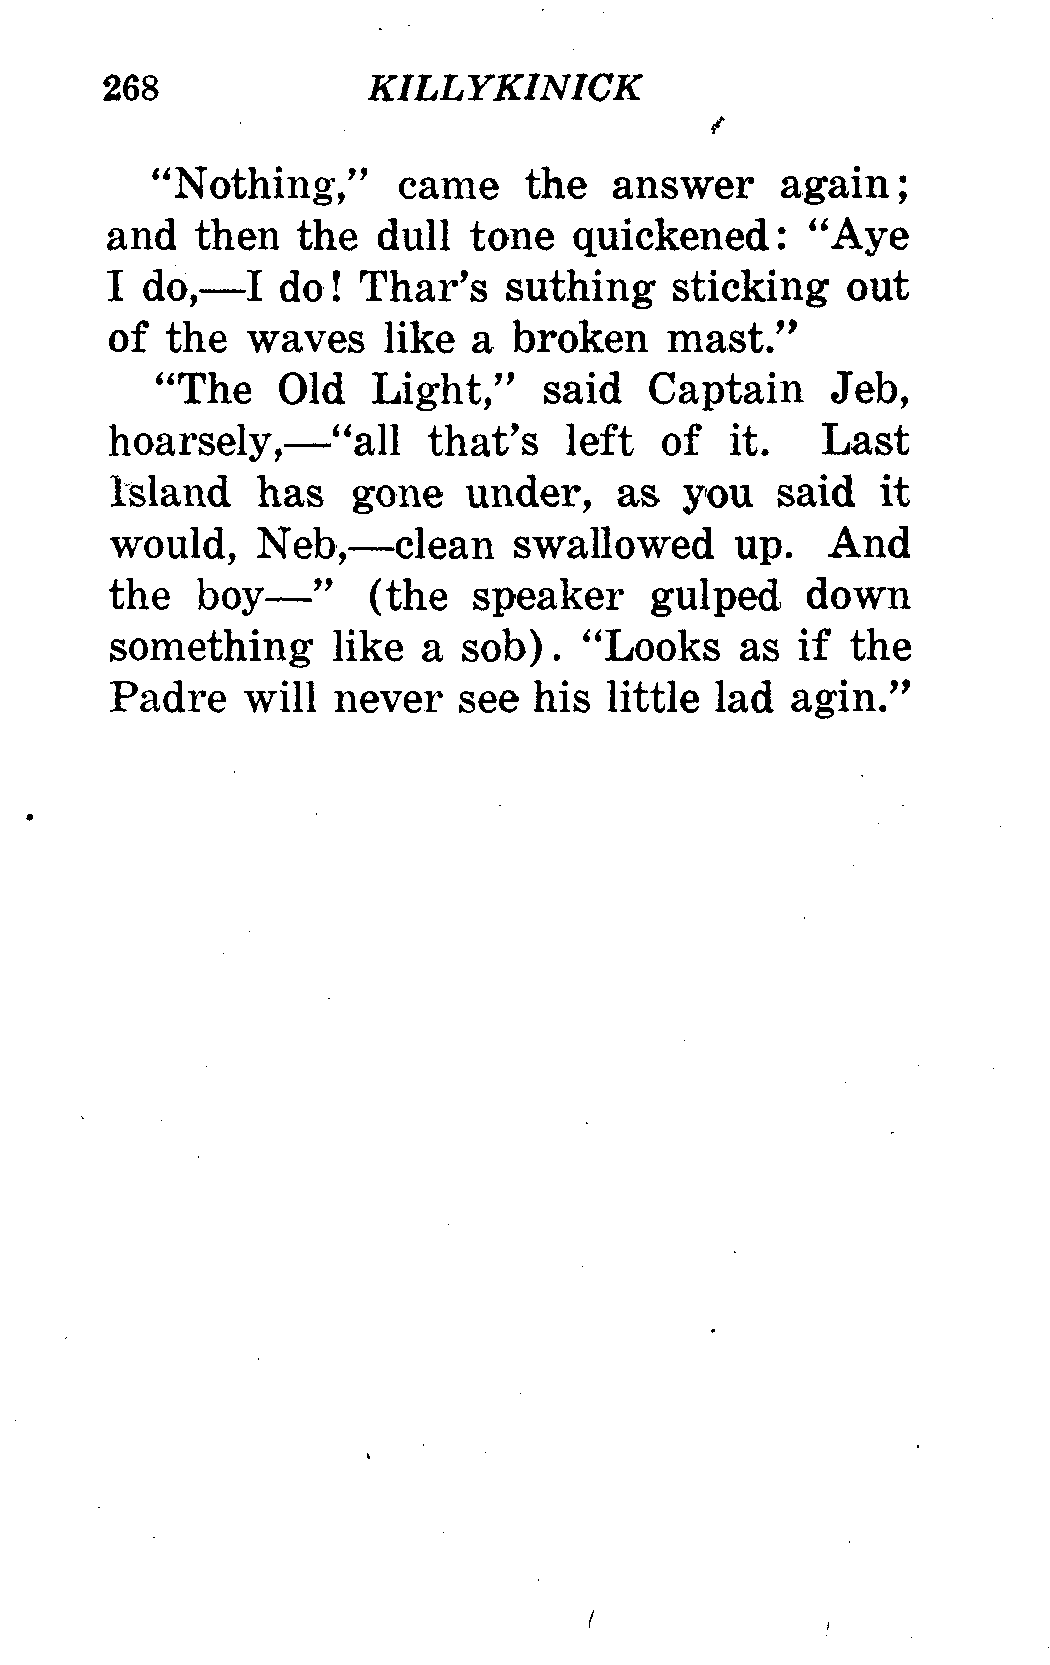 268 KILLYKINICK
“Nothing,” came the answer again;
and then the dull tone quickened: “Aye
I do,—I do! Thar’s suthing sticking out
of the waves like a broken mast.”
“The Old Light,” said Captain Jeb,
hoarsely,—“all that’s left of it. Last
Island has gone under, as you said it
would, Neb,—clean swallowed up. And
the boy—” (the speaker gulped down
something like a sob). “Looks as if the
Padre will never see his little lad agin.”